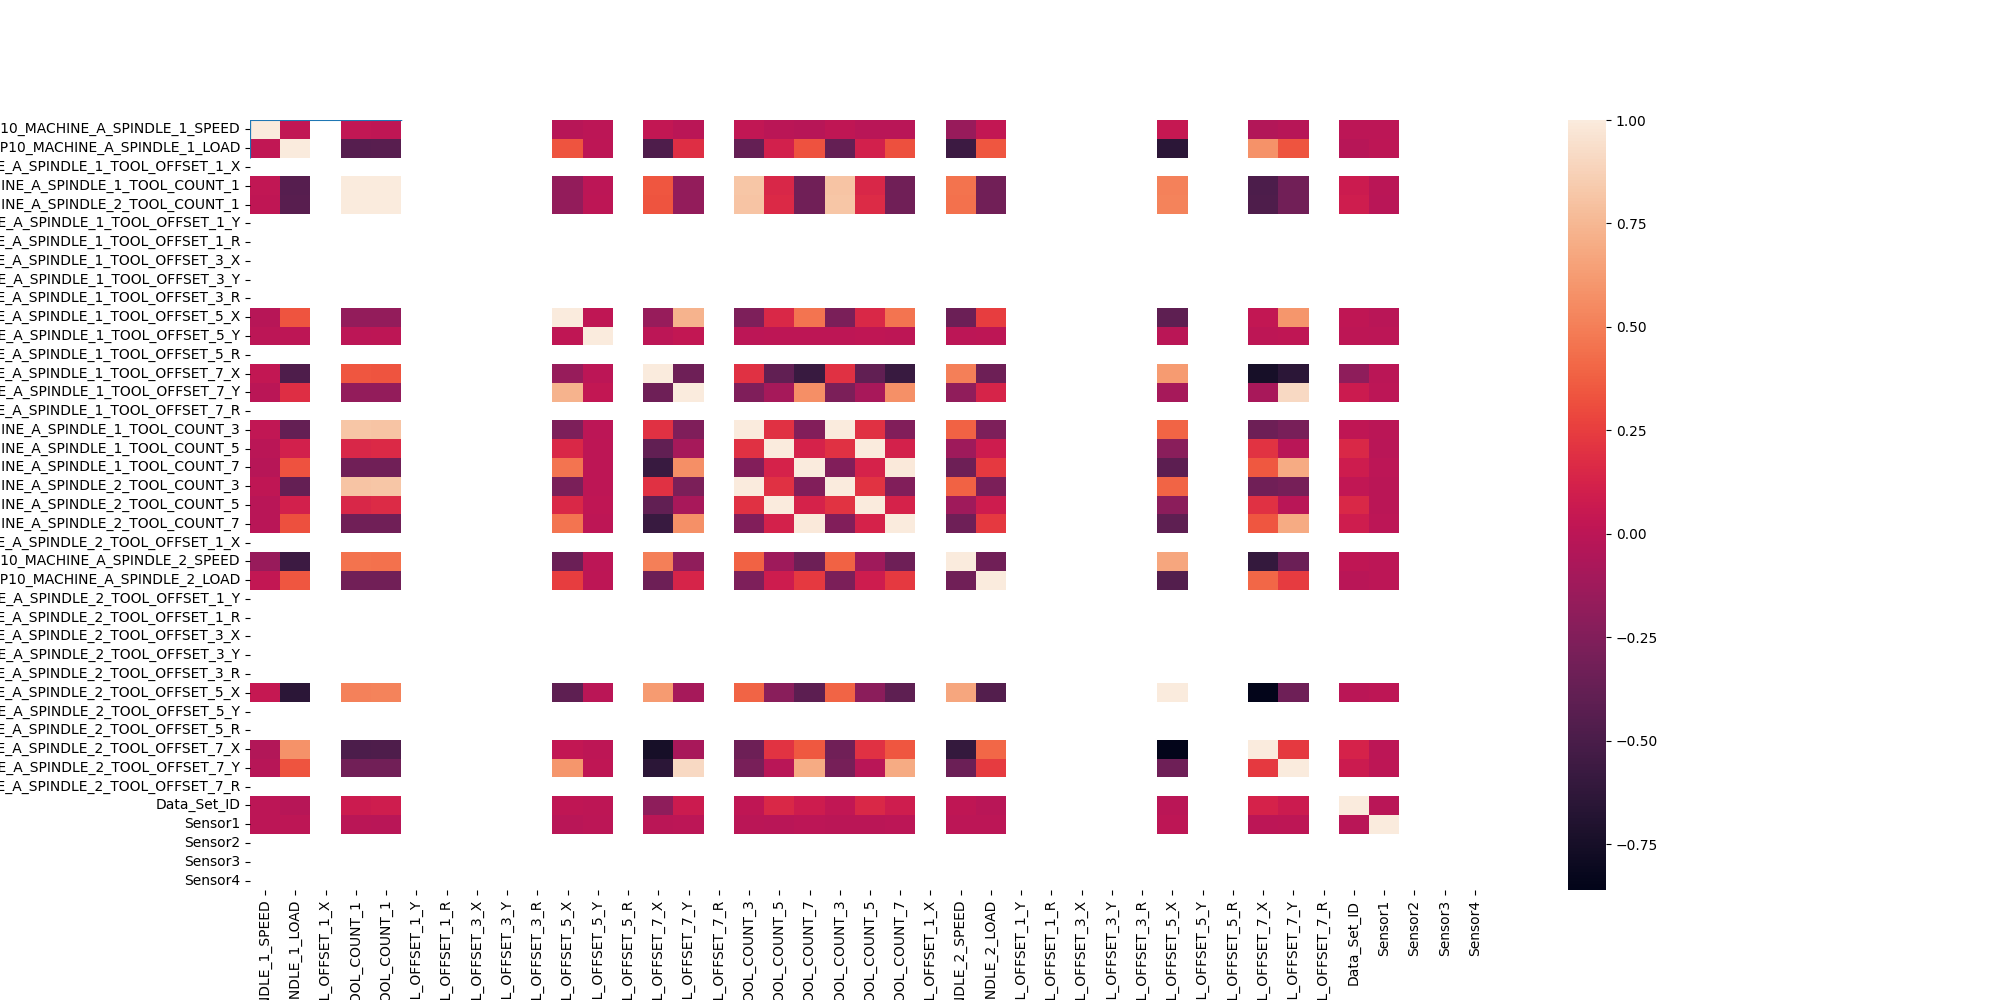 10_MACHINE_A_SPINDLE_1_SPEED
P10_MACHINE_A_SPINDLE_1_LOAD
E_A_SPINDLE_1_TOOL_OFFSET_1_X
INE_A_SPINDLE_1_TOOL_COUNT_1
INE_A_SPINDLE_2_TOOL_COUNT_1
E_A_SPINDLE_1_TOOL_OFFSET_1_Y
E_A_SPINDLE_1_TOOL_OFFSET_1_R
E_A_SPINDLE_1_TOOL_OFFSET_3_X
E_A_SPINDLE_1_TOOL_OFFSET_3_Y
E_A_SPINDLE_1_TOOL_OFFSET_3_R
E_A_SPINDLE_1_TOOL_OFFSET_5_X
E_A_SPINDLE_1_TOOL_OFFSET_5_Y
E_A_SPINDLE_1_TOOL_OFFSET_5_R
E_A_SPINDLE_1_TOOL_OFFSET_7_X
E_A_SPINDLE_1_TOOL_OFFSET_7_Y
E_A_SPINDLE_1_TOOL_OFFSET_7_R
INE_A_SPINDLE_1_TOOL_COUNT_3
INE_A_SPINDLE_1_TOOL_COUNT_5
INE_A_SPINDLE_1_TOOL_COUNT_7
INE_A_SPINDLE_2_TOOL_COUNT_3
INE_A_SPINDLE_2_TOOL_COUNT_5
INE_A_SPINDLE_2_TOOL_COUNT_7
E_A_SPINDLE_2_TOOL_OFFSET_1_X
10_MACHINE_A_SPINDLE_2_SPEED
P10_MACHINE_A_SPINDLE_2_LOAD
E_A_SPINDLE_2_TOOL_OFFSET_1_Y
E_A_SPINDLE_2_TOOL_OFFSET_1_R
E_A_SPINDLE_2_TOOL_OFFSET_3_X
E_A_SPINDLE_2_TOOL_OFFSET_3_Y
E_A_SPINDLE_2_TOOL_OFFSET_3_R
E_A_SPINDLE_2_TOOL_OFFSET_5_X
E_A_SPINDLE_2_TOOL_OFFSET_5_Y
E_A_SPINDLE_2_TOOL_OFFSET_5_R
E_A_SPINDLE_2_TOOL_OFFSET_7_X
E_A_SPINDLE_2_TOOL_OFFSET_7_Y
E_A_SPINDLE_2_TOOL_OFFSET_7_R
Data_Set_ID
Sensor1
Sensor2
Sensor3
Sensor4
NDLE_1_SPEED
NDLE_1_LOAD
L_OFFSET_1_X
OOL_COUNT_1
OOL_COUNT_1
L_OFFSET_1_Y
L_OFFSET_1_R
L_OFFSET_3_X
L_OFFSET_3_Y
L_OFFSET_3_R
L_OFFSET_5_X
L_OFFSET_5_Y
L_OFFSET_5_R
L_OFFSET_7_X
L_OFFSET_7_Y
L_OFFSET_7_R
OOL_COUNT_3
OOL_COUNT_5
OOL_COUNT_7
OOL_COUNT_3
OOL_COUNT_5
OOL_COUNT_7
L_OFFSET_1_X
NDLE_2_SPEED
NDLE_2_LOAD
L_OFFSET_1_Y
L_OFFSET_1_R
L_OFFSET_3_X
L_OFFSET_3_Y
L_OFFSET_3_R
L_OFFSET_5_X
L_OFFSET_5_Y
L_OFFSET_5_R
L_OFFSET_7_X
L_OFFSET_7_Y
L_OFFSET_7_R
Data_Set_ID
Sensor1
Sensor2
Sensor3
Sensor4
1.00
0.75
0.50
0.25
0.00
−0.25
−0.50
−0.75